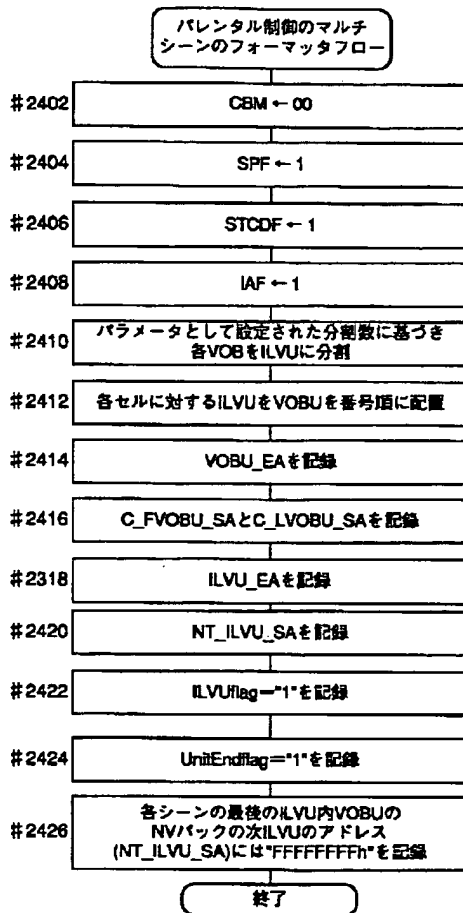 パレンタル制御のマルチ
シーンのフォーマッタフロー
#2402 CBM ← 00
#2404 SPF ← 1
#2406 STCDF ← 1
#2408 IAF ← 1
#2410 パラメータとして設定された分割数に基づき
各VOBをILVUに分割
#2412 各セルに対するILVUをVOBUを番号順に配置
#2414 VOBU_EAを記録
#2416 C_FVOBU_SAとC_LVOBU_SAを記録
#2318 ILVU_EAを記録
#2420 NT_ILVU_SAを記録
#2422 ILVUflag="1"を記録
#2424 UnitEndflag="1"を記録
#2426 各シーンの最後のILVU内VOBUの
NVパックの次ILVUのアドレス
(NT_ILVU_SA)には"FFFFFFFFh"を記録
終了